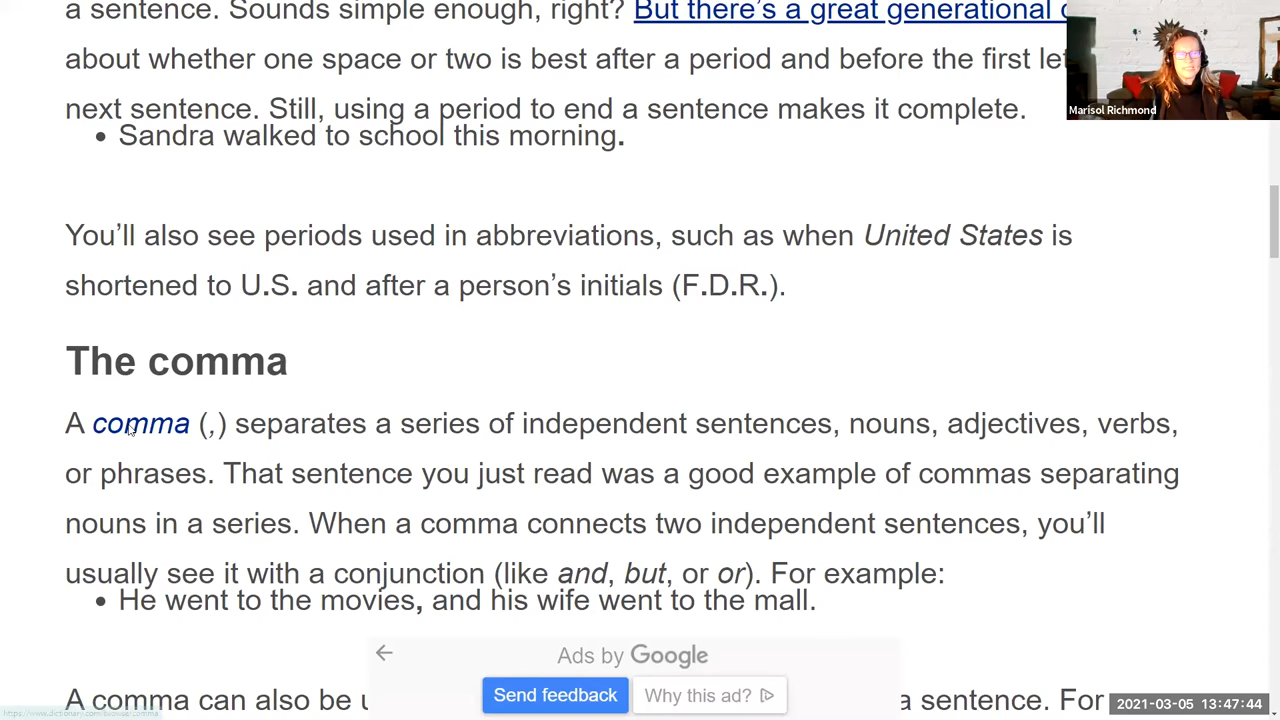 a sentence. Sounds simple enough, right? But there’s a great generational
about whether one space or two is best after a period and before the first
next sentence. Still, using a period to end a sentence makes it complete.
Marisol Richmond
• Sandra walked to school this morning.
You’ll also see periods used in abbreviations, such as when United States is
shortened to U.S. and after a person’s initials (F.D.R.).
The comma
A comma (,) separates a series of independent sentences, nouns, adjectives, verbs,
or phrases. That sentence you just read was a good example of commas separating
nouns in a series. When a comma connects two independent sentences, you’ll
usually see it with a conjunction (like and, but, or or). For example:
• He went to the movies, and his wife went to the mall.
Ads by Google
Send feedback
Why this ad?
A comma can also be a sentence. For
2021-03-05 13:47:44
https://www.dictionary.com/browse/comma